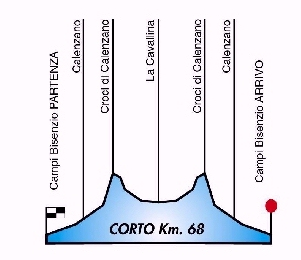 Campi Bisenzio PARTENZA
Calenzano
Croci di Calenzano
La Cavallina
Croci di Calenzano
Calenzano
Campi Bisenzio ARRIVO
CORTO Km. 68